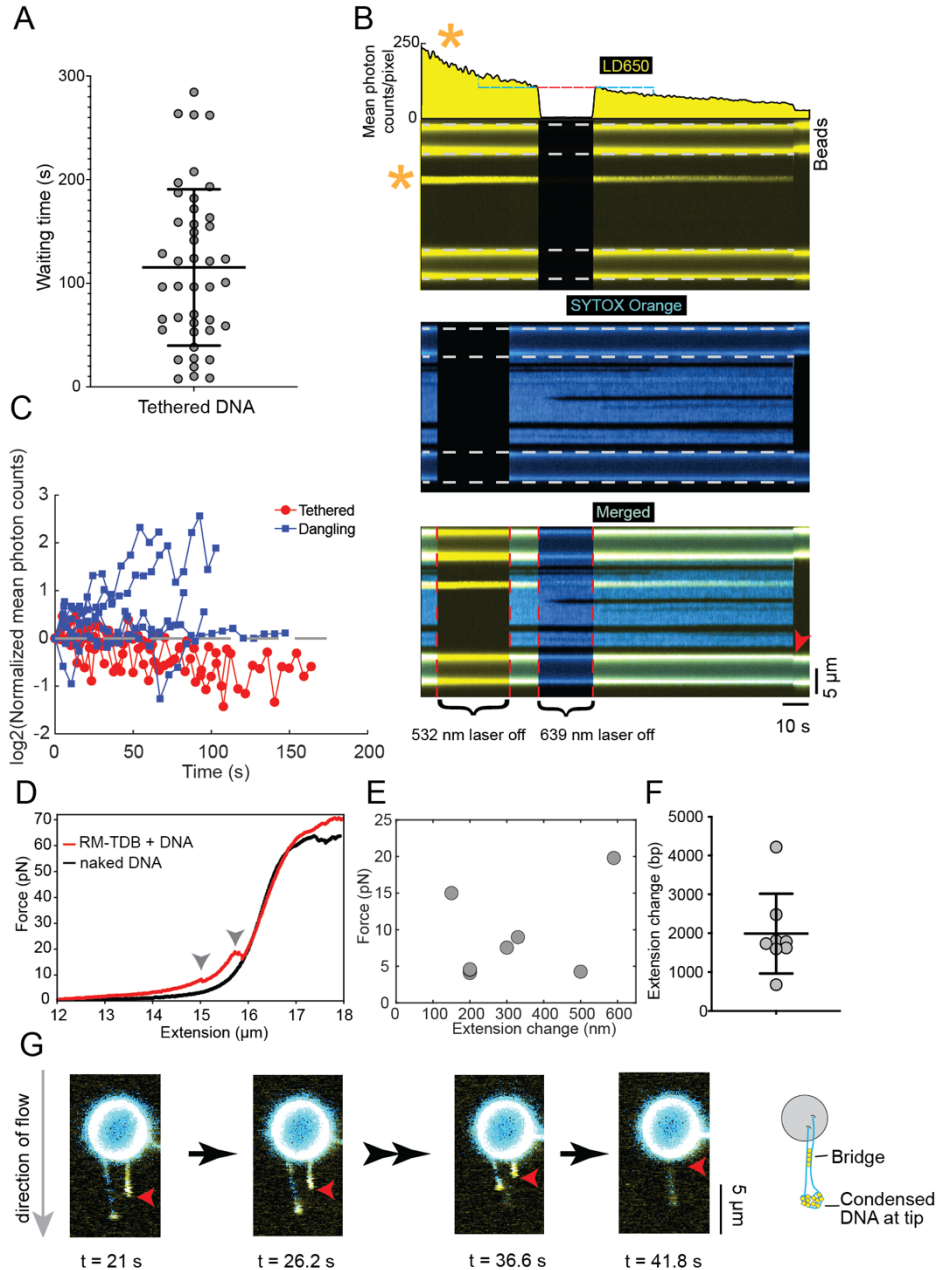 A
Waiting time (s)
300
200
100
0
Tethered DNA
B
Mean photon
counts/pixel
250
0
*
LD650
*
Beads
SYTOX Orange
Merged
5 µm
10 s
532 nm laser off
639 nm laser off
C
log2(Normalized mean photon counts)
3
2
1
0
-1
-2
0
50
100
150
200
Time (s)
Tethered
Dangling
D
Force (pN)
70
60
50
40
30
20
10
0
RM-TDB + DNA
naked DNA
12
13
14
15
16
17
18
Extension (µm)
E
Force (pN)
25
20
15
10
5
0
0
100
200
300
400
500
600
Extension change (nm)
F
Extension change (bp)
5000
4000
3000
2000
1000
0
G
direction of flow
t = 21 s
t = 26.2 s
t = 36.6 s
t = 41.8 s
5 µm
Bridge
Condensed
DNA at tip